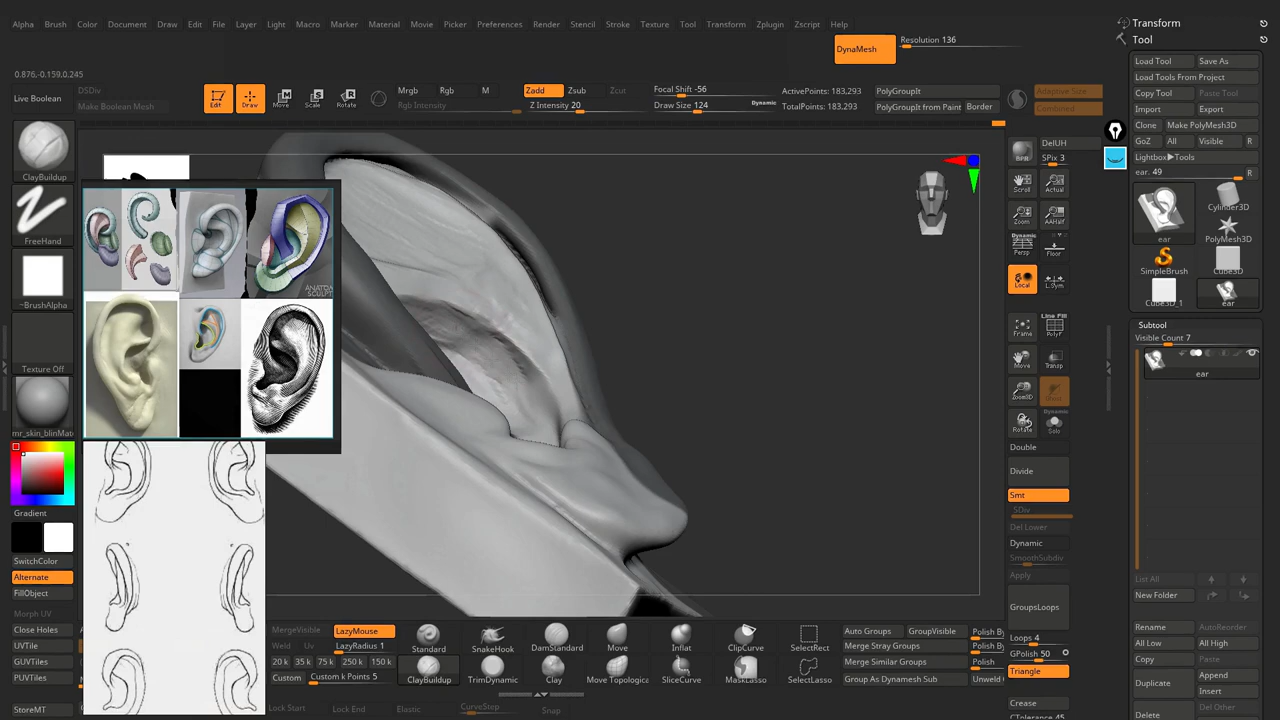 Alpha Brush Color Document Draw Edit File Layer Light Macro Marker Material Movie Picker Preferences Render Stencil Stroke Texture Tool Transform Zplugin Zscript Help
Transform
Tool
DynaMesh
Resolution 136
0.876,-0.159,0.245
Live Boolean
DSDiv
Make Boolean Mesh
Edit
Draw
Move
Scale
Rotate
Mrgb Rgb M
Rgb Intensity
Zadd Zsub Zcut
Z Intensity 20
Focal Shift -56
Draw Size 124
Dynamic
ActivePoints: 183,293
TotalPoints: 183,293
PolyGroupIt
PolyGroupIt from Paint
Border
Adaptive Size
Combined
Load Tool Save As
Load Tools From Project
Copy Tool Paste Tool
Import Export
Clone Make PolyMesh3D
GoZ All Visible R
Lightbox▶Tools
ear. 49 R
ear
Cylinder3D
PolyMesh3D
SimpleBrush
Cube3D
Cube3D_1
ear
Subtool
Visible Count 7
ear
List All
New Folder
Rename AutoReorder
All Low All High
Copy Paste
Duplicate Append
Insert
Delete Del Other
ClayBuildup
FreeHand
~BrushAlpha
Texture Off
Gradient
SwitchColor
Alternate
FillObject
Morph UV
Close Holes
UVTile
GUVTiles
PUVTiles
StoreMT
BPR
DelUH
SPix 3
Scroll Actual
Zoom AAHalf
Dynamic
Persp Floor
Local L.Sym
Line Fill
Frame PolyF
Move Transp
Zoom3D
Dynamic
Rotate Solo
Double
Divide
Smt
SDiv
Del Lower
Dynamic
SmoothSubdiv
Apply
GroupsLoops
Loops 4
GPolish 50
Triangle
Crease
CTolerance 45
ANATOM
SCULPT
MergeVisible
Weld Uv
20 k 35 k 75 k 250 k 150 k
Custom Custom k Points 5
LazyMouse
LazyRadius 1
Standard
SnakeHook
DamStandard
Move
Inflat
ClipCurve
SelectRect
ClayBuildup
TrimDynamic
Clay
Move Topologica
SliceCurve
MaskLasso
SelectLasso
Auto Groups GroupVisible
Merge Stray Groups
Merge Similar Groups
Group As Dynamesh Sub
Polish By
Polish By
Polish
Unweld
Lock Start Lock End Elastic CurveStep Snap